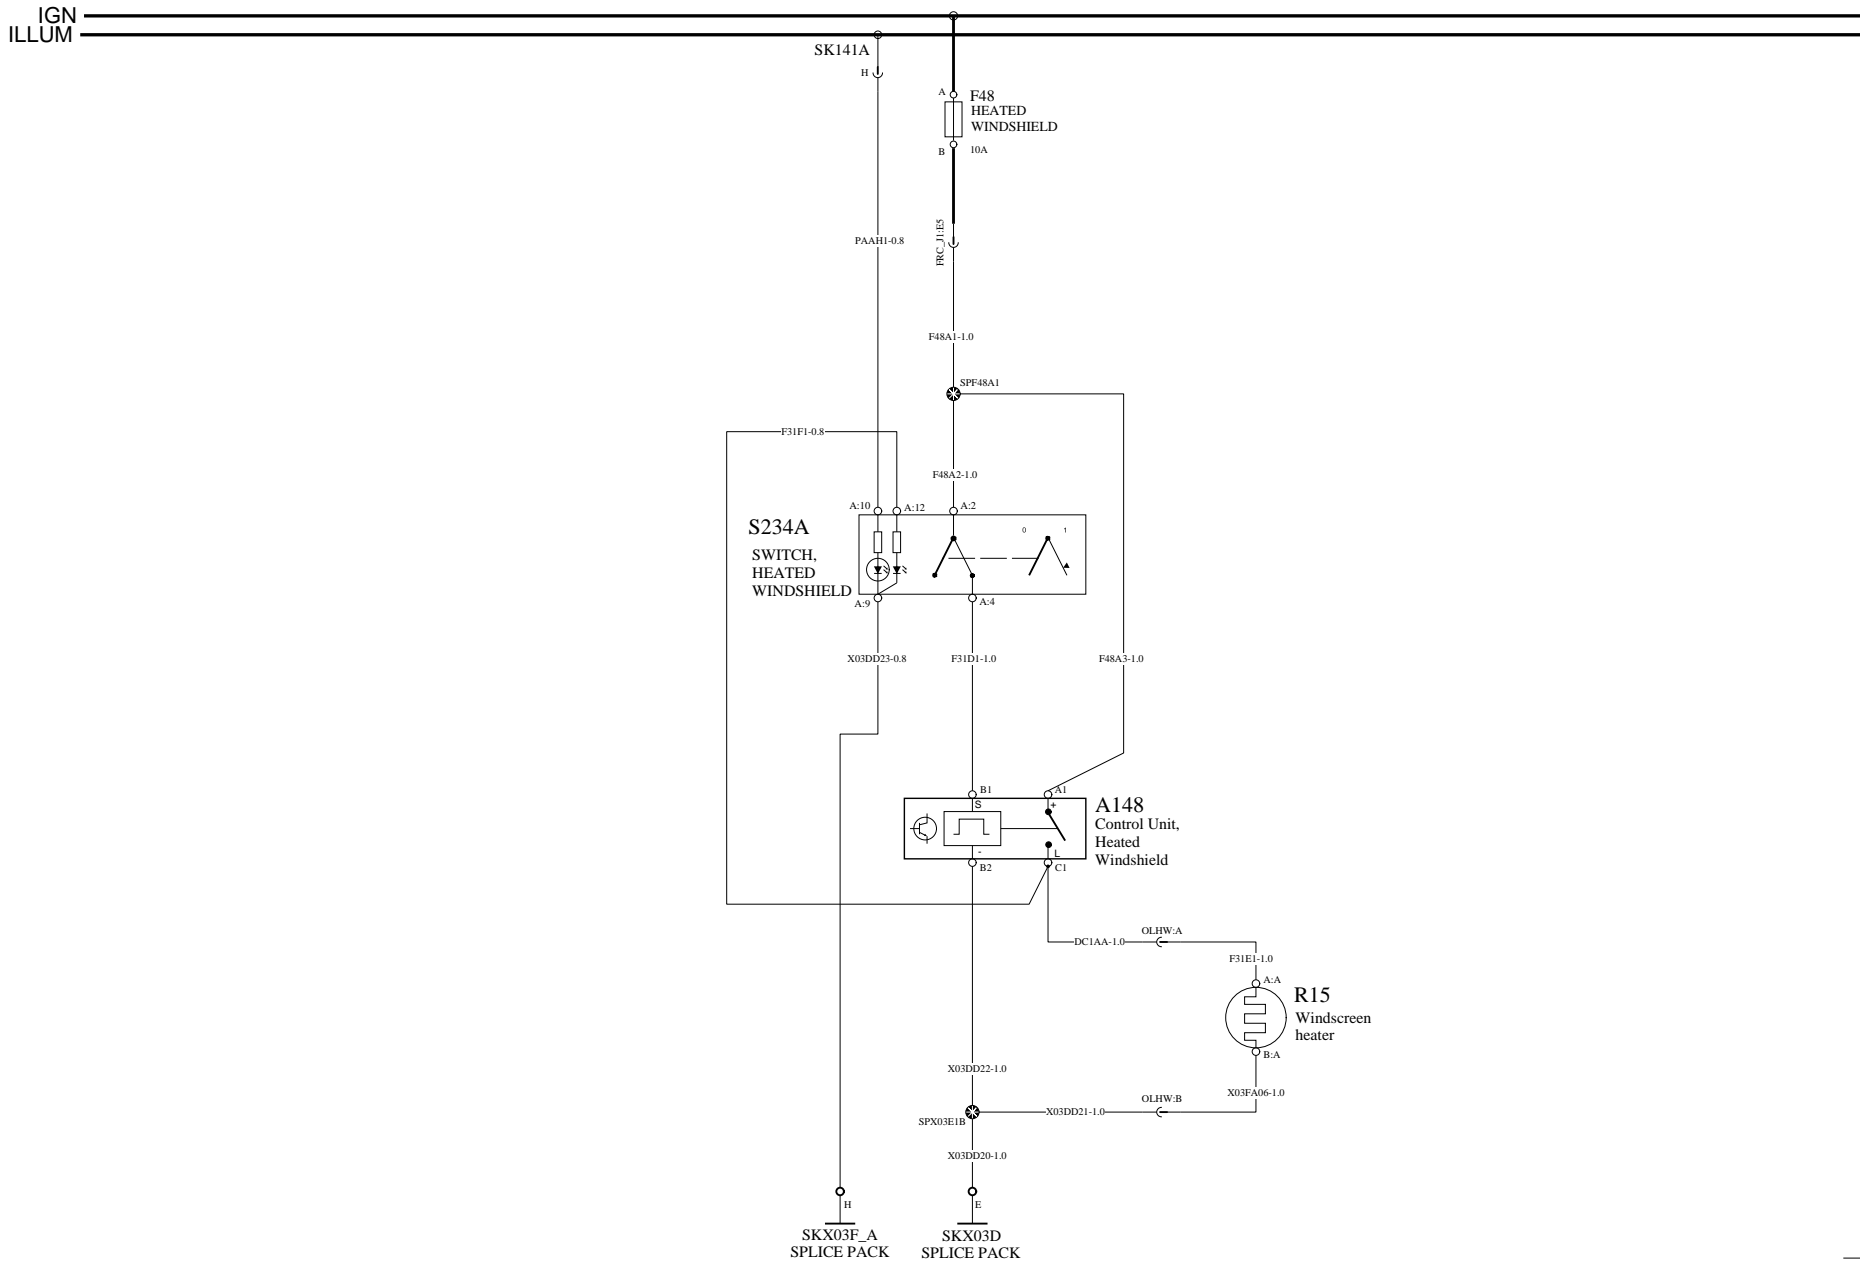 IGN
ILLUM
SK141A
H
A
F48
HEATED
WINDSHIELD
B
10A
PAAH1-0.8
FRC_J1:E5
F48A1-1.0
SPF48A1
F31F1-0.8
F48A2-1.0
A:10
A:12
A:2
S234A
SWITCH,
HEATED
WINDSHIELD
0
1
A:9
A:4
X03DD23-0.8
F31D1-1.0
F48A3-1.0
B1
A1
S
+
A148
Control Unit,
Heated
Windshield
-
L
B2
C1
DC1AA-1.0
OLHW:A
F31E1-1.0
A:A
R15
Windscreen
heater
B:A
X03DD22-1.0
X03FA06-1.0
OLHW:B
X03DD21-1.0
SPX03E1B
X03DD20-1.0
H
E
SKX03F_A
SPLICE PACK
SKX03D
SPLICE PACK